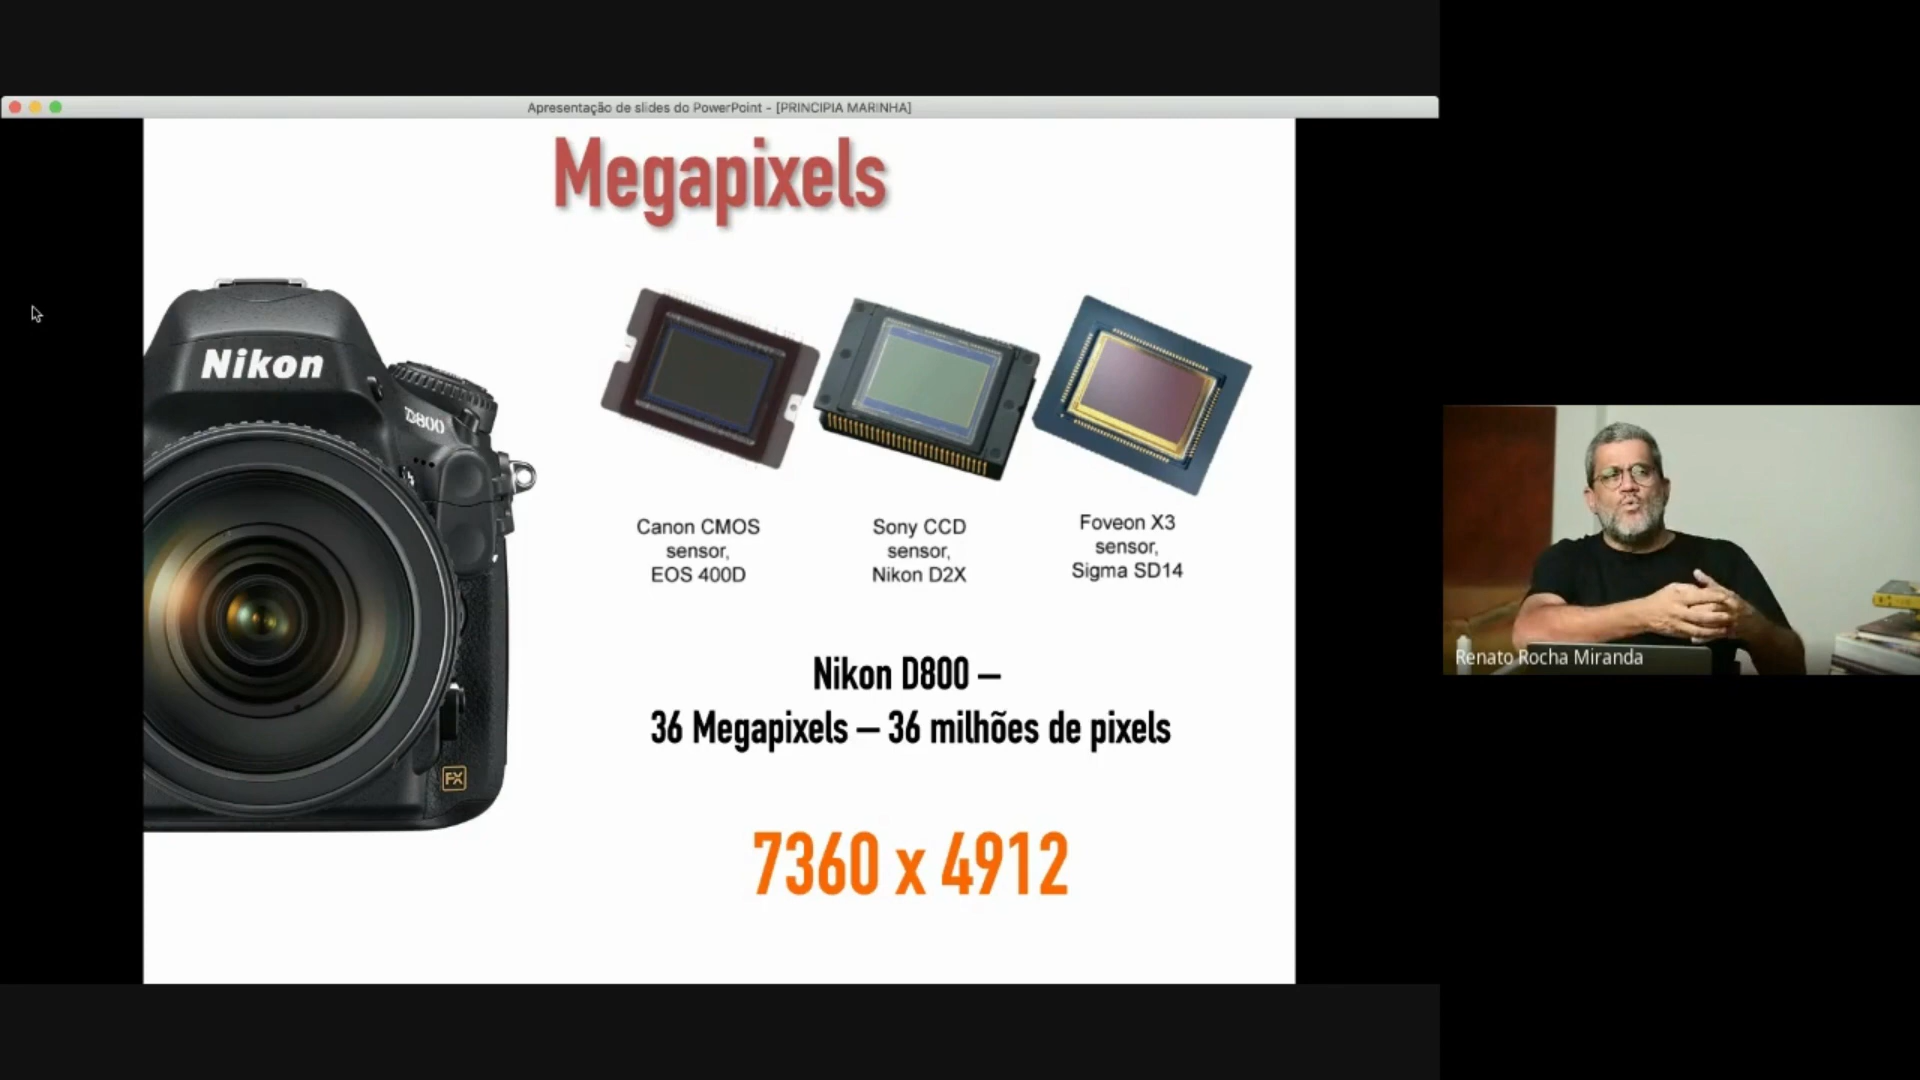 Apresentação de slides do PowerPoint - [PRINCIPIA MARINHA]
Megapixels
Nikon
D800
FX
Canon CMOS
sensor,
EOS 400D
Sony CCD
sensor,
Nikon D2X
Foveon X3
sensor,
Sigma SD14
Nikon D800 –
36 Megapixels – 36 milhões de pixels
7360 x 4912
Renato Rocha Miranda